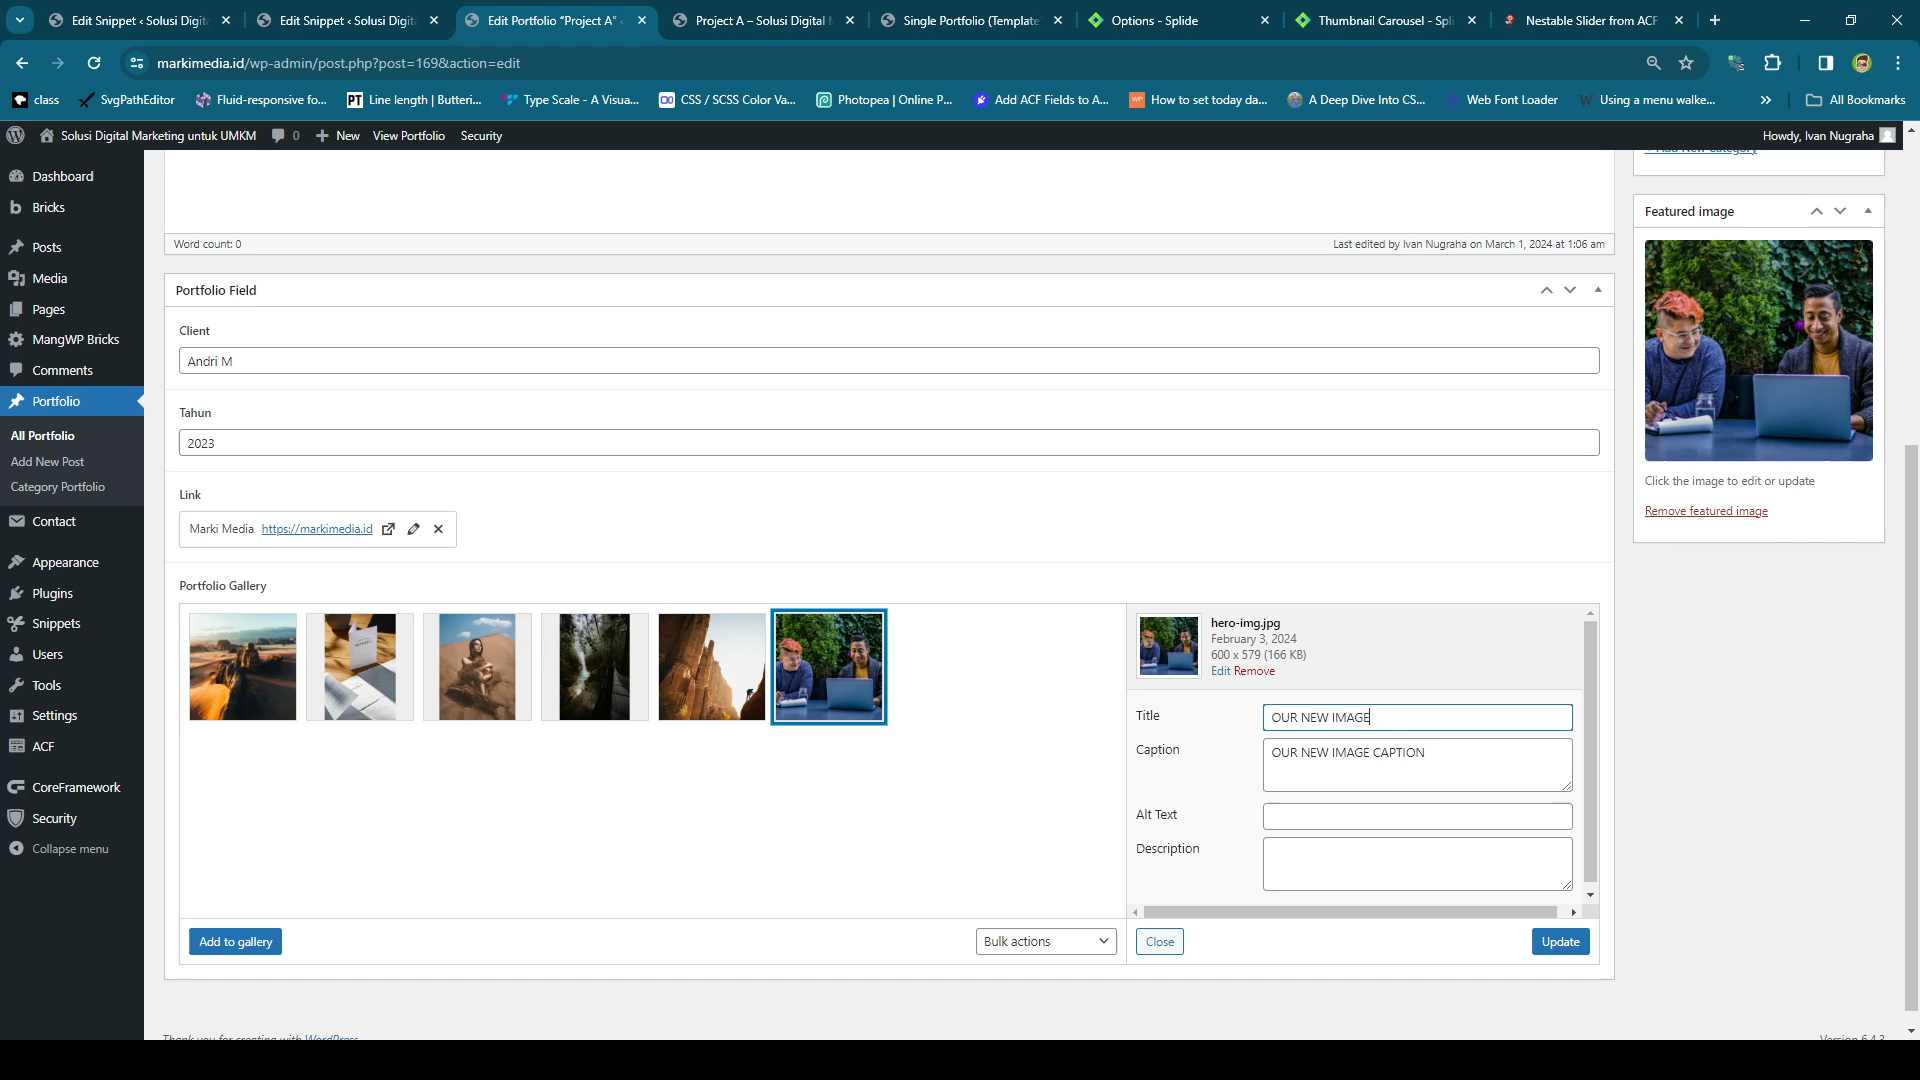 Edit Snippet ‹ Solusi Digit
Edit Snippet ‹ Solusi Digit
Edit Portfolio "Project A" ‹
Project A – Solusi Digital
Single Portfolio (Template
Options - Splide
Thumbnail Carousel - Spli
Nestable Slider from ACF
markimedia.id/wp-admin/post.php?post=169&action=edit
class
SvgPathEditor
Fluid-responsive fo...
PT
Line length | Butteri...
Type Scale - A Visua...
CSS / SCSS Color Va...
Photopea | Online P...
Add ACF Fields to A...
How to set today da...
A Deep Dive Into CS...
Web Font Loader
Using a menu walke...
All Bookmarks
Solusi Digital Marketing untuk UMKM
0
New
View Portfolio
Security
Howdy, Ivan Nugraha
Dashboard
Bricks
Posts
Media
Pages
MangWP Bricks
Comments
Portfolio
All Portfolio
Add New Post
Category Portfolio
Contact
Appearance
Plugins
Snippets
Users
Tools
Settings
ACF
CoreFramework
Security
Collapse menu
+ Add New Category
Word count: 0
Last edited by Ivan Nugraha on March 1, 2024 at 1:06 am
Portfolio Field
Client
Andri M
Tahun
2023
Link
Marki Media https://markimedia.id
Portfolio Gallery
hero-img.jpg
February 3, 2024
600 x 579 (166 KB)
Edit Remove
Title
OUR NEW IMAGE
Caption
OUR NEW IMAGE CAPTION
Alt Text
Description
Add to gallery
Bulk actions
Close
Update
Featured image
Click the image to edit or update
Remove featured image
Thank you for creating with WordPress
Version 6.4.3